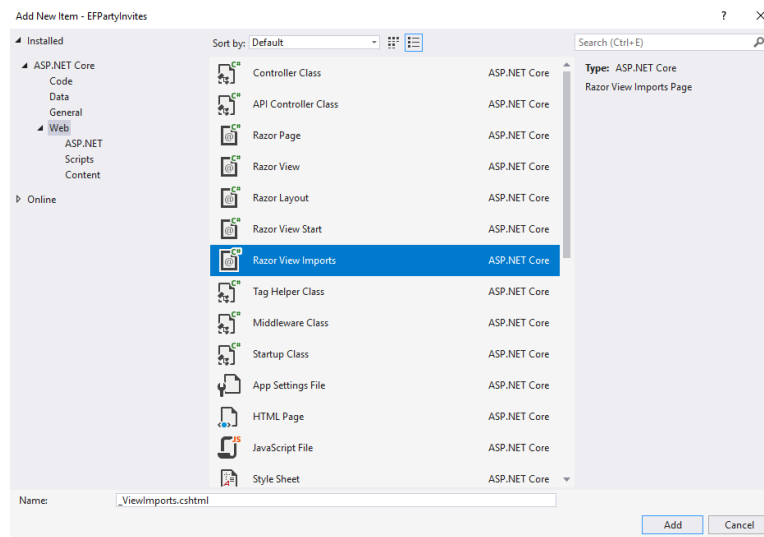 Add New Item - EFPartyInvites
? X
Installed
ASP.NET Core
Code
Data
General
Web
ASP.NET
Scripts
Content
Online
Sort by: Default
C# Controller Class ASP.NET Core
C# API Controller Class ASP.NET Core
C# @ Razor Page ASP.NET Core
C# @ Razor View ASP.NET Core
C# @ Razor Layout ASP.NET Core
C# @ Razor View Start ASP.NET Core
C# @ Razor View Imports ASP.NET Core
C# Tag Helper Class ASP.NET Core
C# Middleware Class ASP.NET Core
C# Startup Class ASP.NET Core
App Settings File ASP.NET Core
HTML Page ASP.NET Core
JS JavaScript File ASP.NET Core
A Style Sheet ASP.NET Core
Search (Ctrl+E)
Type: ASP.NET Core
Razor View Imports Page
Name: _ViewImports.cshtml
Add Cancel